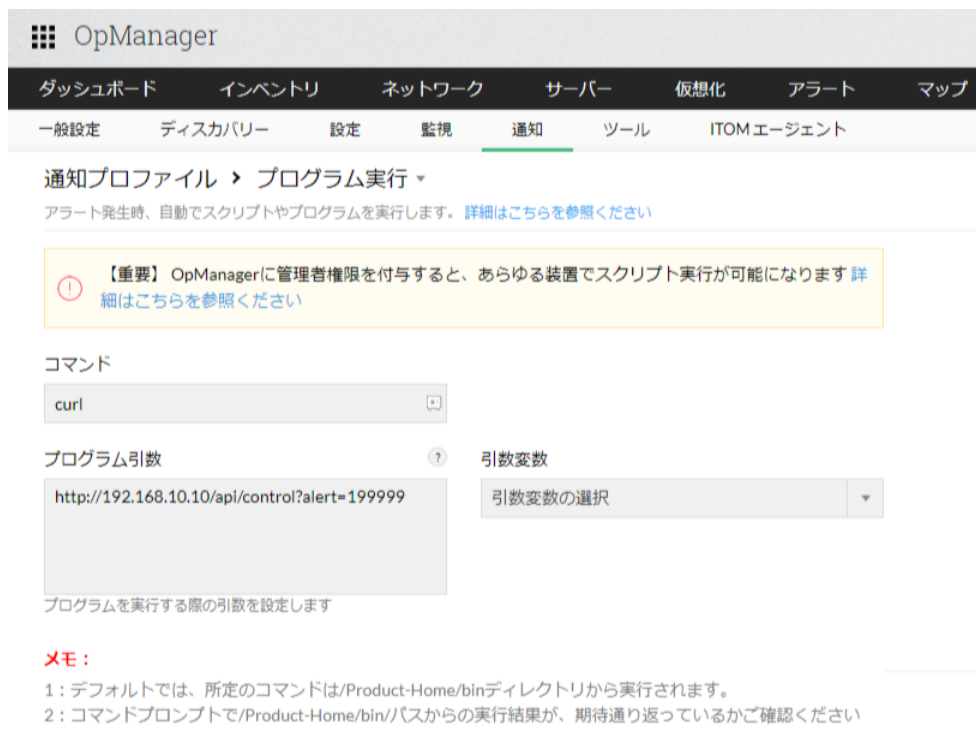 OpManager
ダッシュボード インベントリ ネットワーク サーバー 仮想化 アラート マップ
一般設定 ディスカバリー 設定 監視 通知 ツール ITOM エージェント
通知プロファイル > プログラム実行
アラート発生時、自動でスクリプトやプログラムを実行します。 詳細はこちらを参照ください
【重要】 OpManagerに管理者権限を付与すると、あらゆる装置でスクリプト実行が可能になります 詳
細はこちらを参照ください
コマンド
curl
プログラム引数 ? 引数変数
http://192.168.10.10/api/control?alert=199999 引数変数の選択
プログラムを実行する際の引数を設定します
メモ：
1：デフォルトでは、所定のコマンドは/Product-Home/binディレクトリから実行されます。
2：コマンドプロンプトで/Product-Home/bin/パスからの実行結果が、期待通り返っているかご確認ください